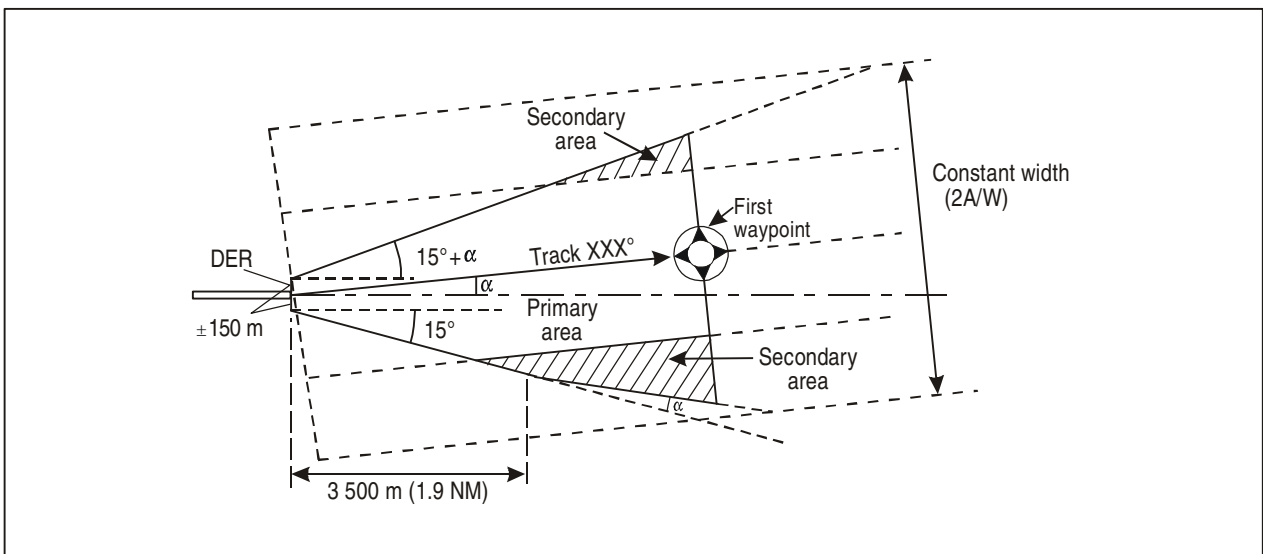 Secondary
area
Constant width
(2A/W)
First
waypoint
DER
15°+α
Track XXX°
α
Primary
area
±150 m
15°
Secondary
area
α
3 500 m (1.9 NM)